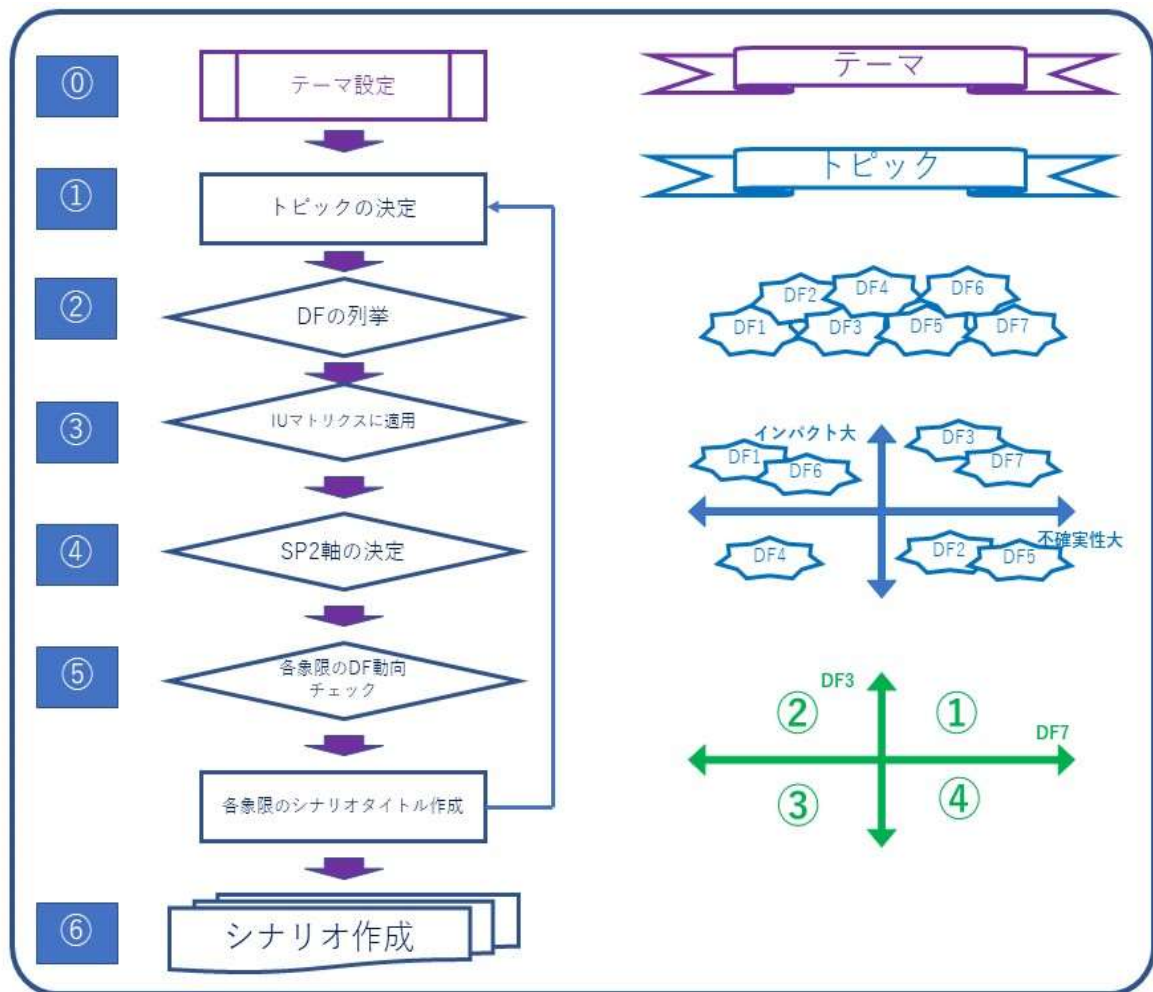 ⓪
テーマ設定
テーマ
①
トピックの決定
トピック
②
DFの列挙
DF1
DF2
DF3
DF4
DF5
DF6
DF7
③
IUマトリクスに適用
インパクト大
DF1
DF6
DF3
DF7
不確実性大
DF4
DF2
DF5
④
SP2軸の決定
⑤
各象限のDF動向
チェック
DF3
DF7
②
①
③
④
各象限のシナリオタイトル作成
⑥
シナリオ作成